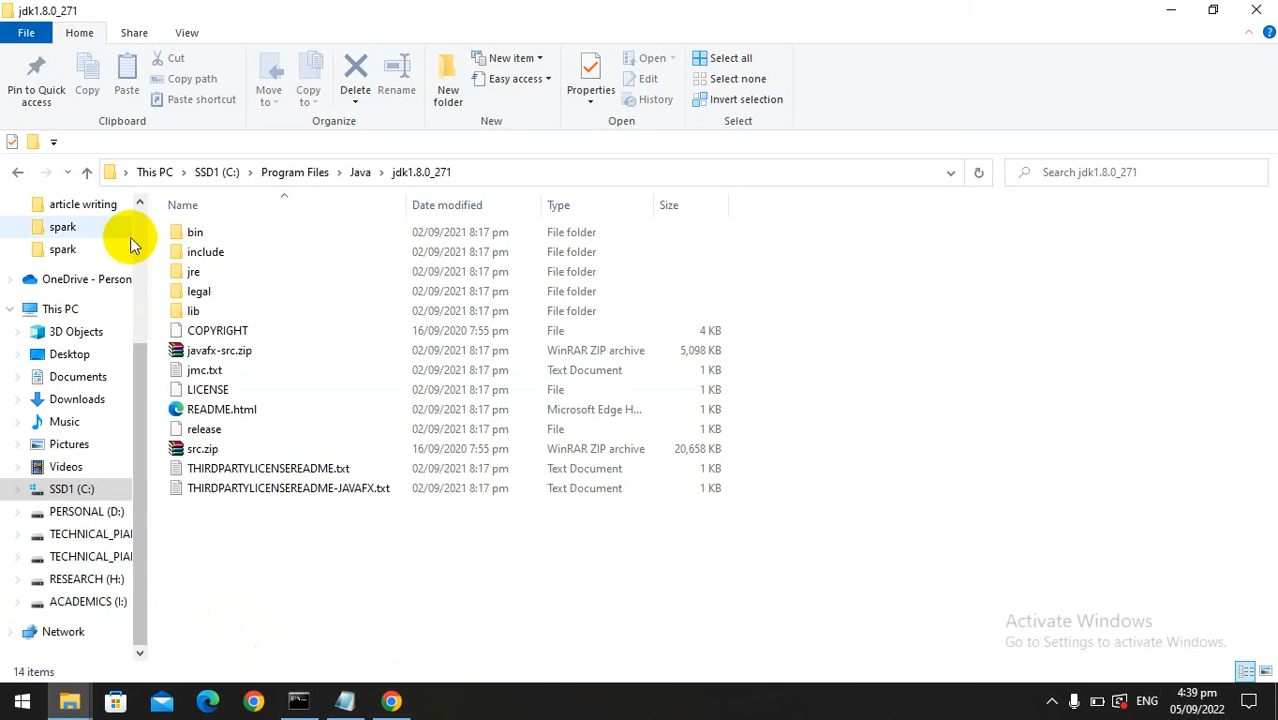 jdk1.8.0_271
File
Home
Share
View
Pin to Quick access
Copy
Paste
Cut
Copy path
Paste shortcut
Clipboard
Move to
Copy to
Delete
Rename
Organize
New folder
New item
Easy access
New
Properties
Open
Edit
History
Open
Select all
Select none
Invert selection
Select
This PC
SSD1 (C:)
Program Files
Java
jdk1.8.0_271
Search jdk1.8.0_271
article writing
spark
spark
OneDrive - Person
This PC
3D Objects
Desktop
Documents
Downloads
Music
Pictures
Videos
SSD1 (C:)
PERSONAL (D:)
TECHNICAL_PIA
TECHNICAL_PIA
RESEARCH (H:)
ACADEMICS (I:)
Network
Name Date modified Type Size
bin 02/09/2021 8:17 pm File folder
include 02/09/2021 8:17 pm File folder
jre 02/09/2021 8:17 pm File folder
legal 02/09/2021 8:17 pm File folder
lib 02/09/2021 8:17 pm File folder
COPYRIGHT 16/09/2020 7:55 pm File 4 KB
javafx-src.zip 02/09/2021 8:17 pm WinRAR ZIP archive 5,098 KB
jmc.txt 02/09/2021 8:17 pm Text Document 1 KB
LICENSE 02/09/2021 8:17 pm File 1 KB
README.html 02/09/2021 8:17 pm Microsoft Edge H... 1 KB
release 02/09/2021 8:17 pm File 1 KB
src.zip 16/09/2020 7:55 pm WinRAR ZIP archive 20,658 KB
THIRDPARTYLICENSEREADME.txt 02/09/2021 8:17 pm Text Document 1 KB
THIRDPARTYLICENSEREADME-JAVAFX.txt 02/09/2021 8:17 pm Text Document 1 KB
Activate Windows
Go to Settings to activate Windows.
14 items
ENG
4:39 pm
05/09/2022